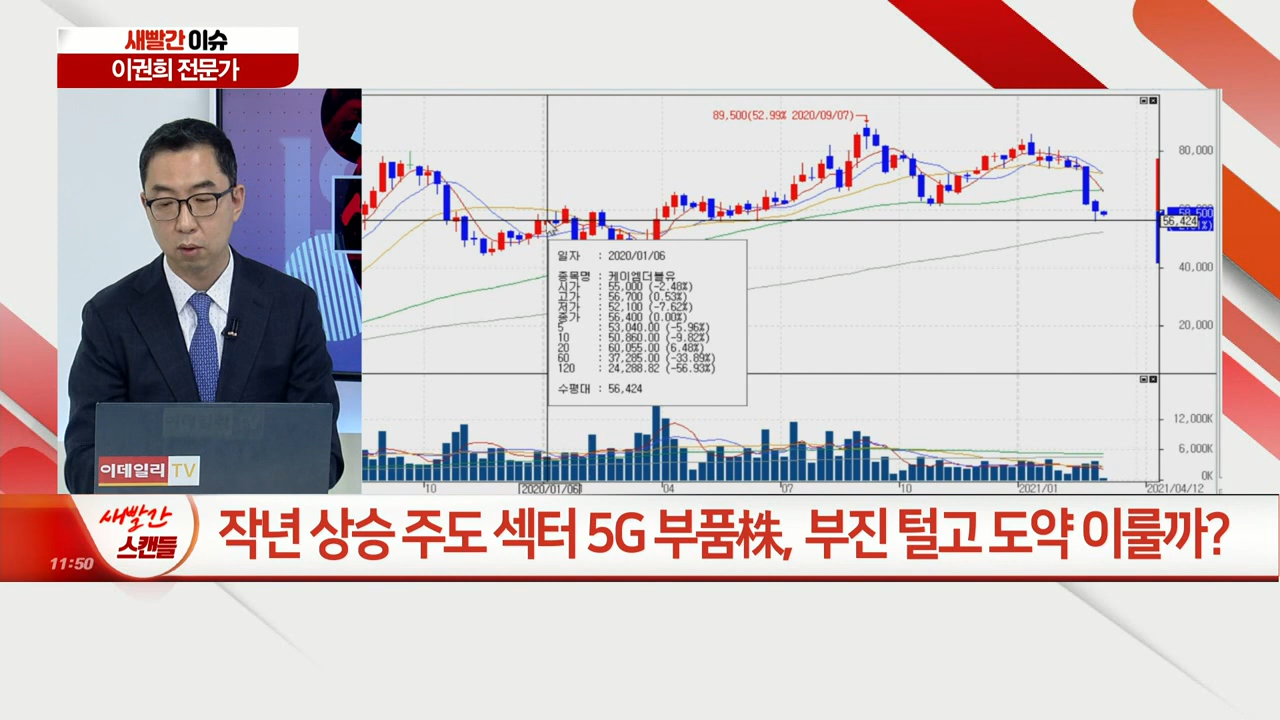 새빨간 이슈
이권희 전문가
89,500(52.99% 2020/09/07)
80,000
58,500
56,424
40,000
20,000
일자 : 2020/01/06
종목명 : 케이엠더블유
시가 : 55,000 (-2.48%)
고가 : 56,700 (0.53%)
저가 : 52,100 (-7.62%)
종가 : 56,400 (0.00%)
5 : 53,040.00 (-5.96%)
10 : 50,860.00 (-9.82%)
20 : 60,055.00 (6.48%)
60 : 37,285.00 (-33.89%)
120 : 24,288.82 (-56.93%)
수평대 : 56,424
12,000K
6,000K
0K
10
2020/01/06
04
07
10
2021/01
2021/04/12
이데일리 TV
새빨간
스캔들
11:50
작년 상승 주도 섹터 5G 부품株, 부진 털고 도약 이룰까?